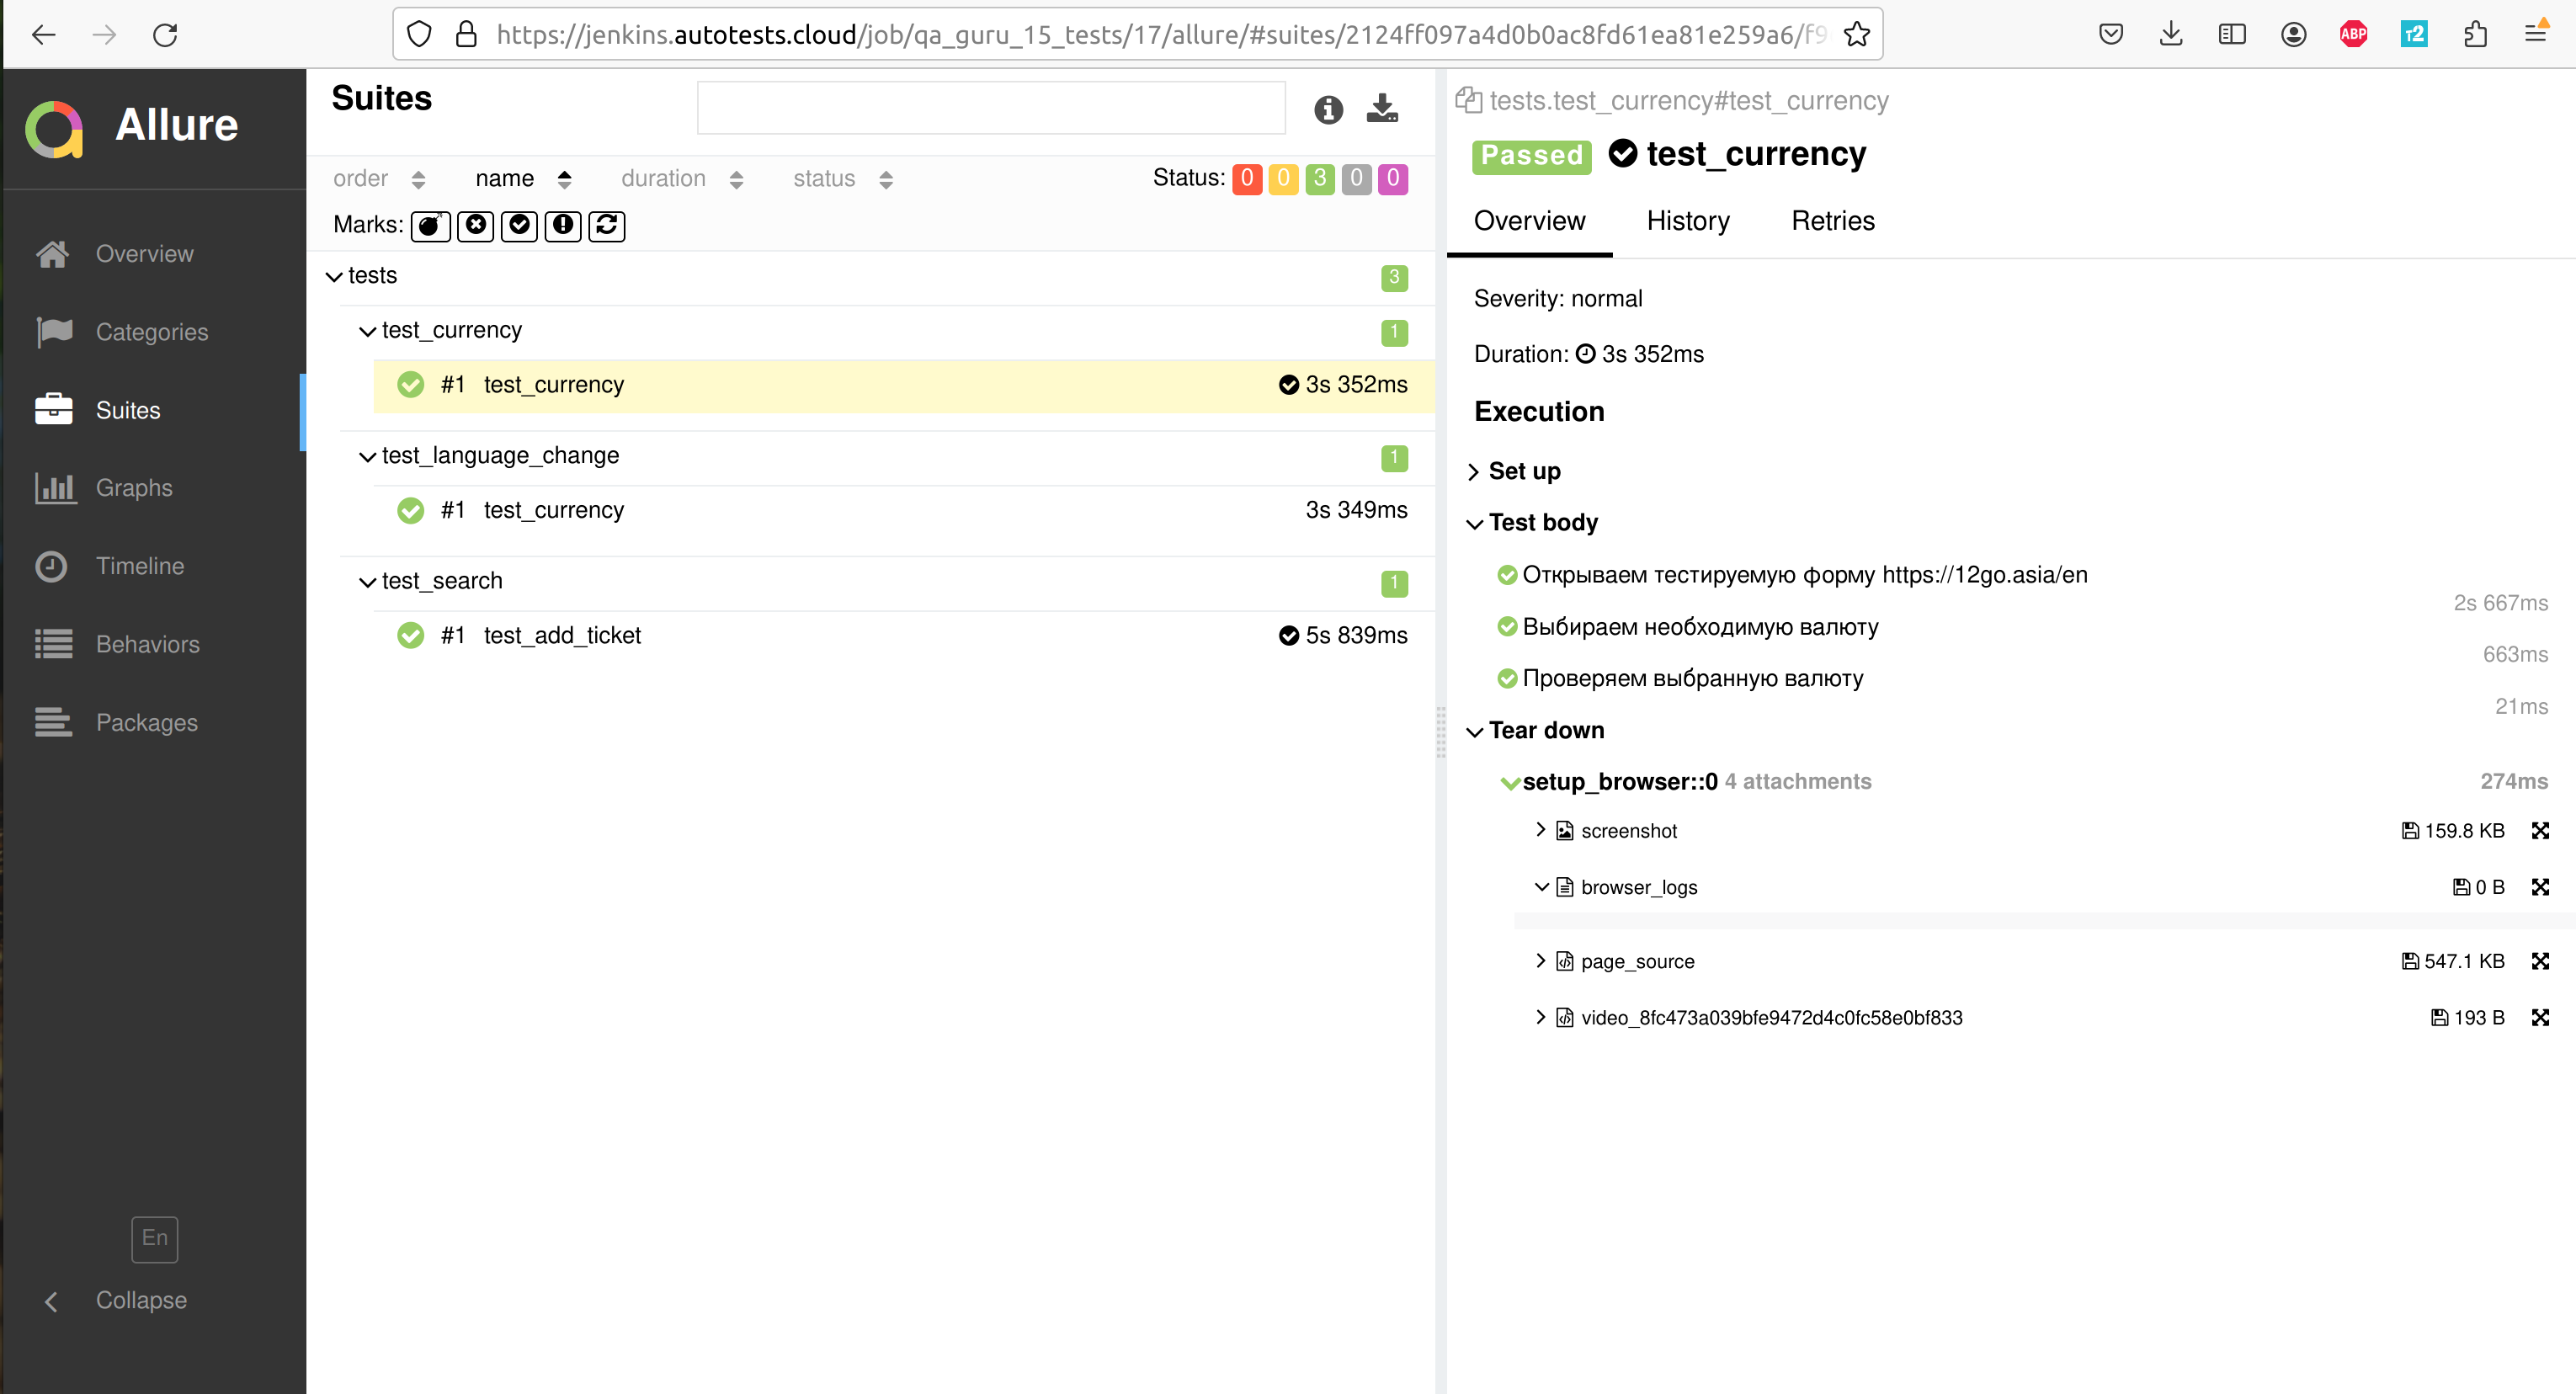 https://jenkins.autotests.cloud/job/qa_guru_15_tests/17/allure/#suites/2124ff097a4d0b0ac8fd61ea81e259a6/f9
ABP
T2
Allure
Overview
Categories
Suites
Graphs
Timeline
Behaviors
Packages
En
Collapse
Suites
order name duration status Status: 0 0 3 0 0
Marks:
tests 3
test_currency 1
#1 test_currency 3s 352ms
test_language_change 1
#1 test_currency 3s 349ms
test_search 1
#1 test_add_ticket 5s 839ms
tests.test_currency#test_currency
Passed test_currency
Overview History Retries
Severity: normal
Duration: 3s 352ms
Execution
Set up
Test body
Открываем тестируемую форму https://12go.asia/en
2s 667ms
Выбираем необходимую валюту
663ms
Проверяем выбранную валюту
21ms
Tear down
setup_browser::0 4 attachments 274ms
screenshot 159.8 KB
browser_logs 0 B
page_source 547.1 KB
video_8fc473a039bfe9472d4c0fc58e0bf833 193 B